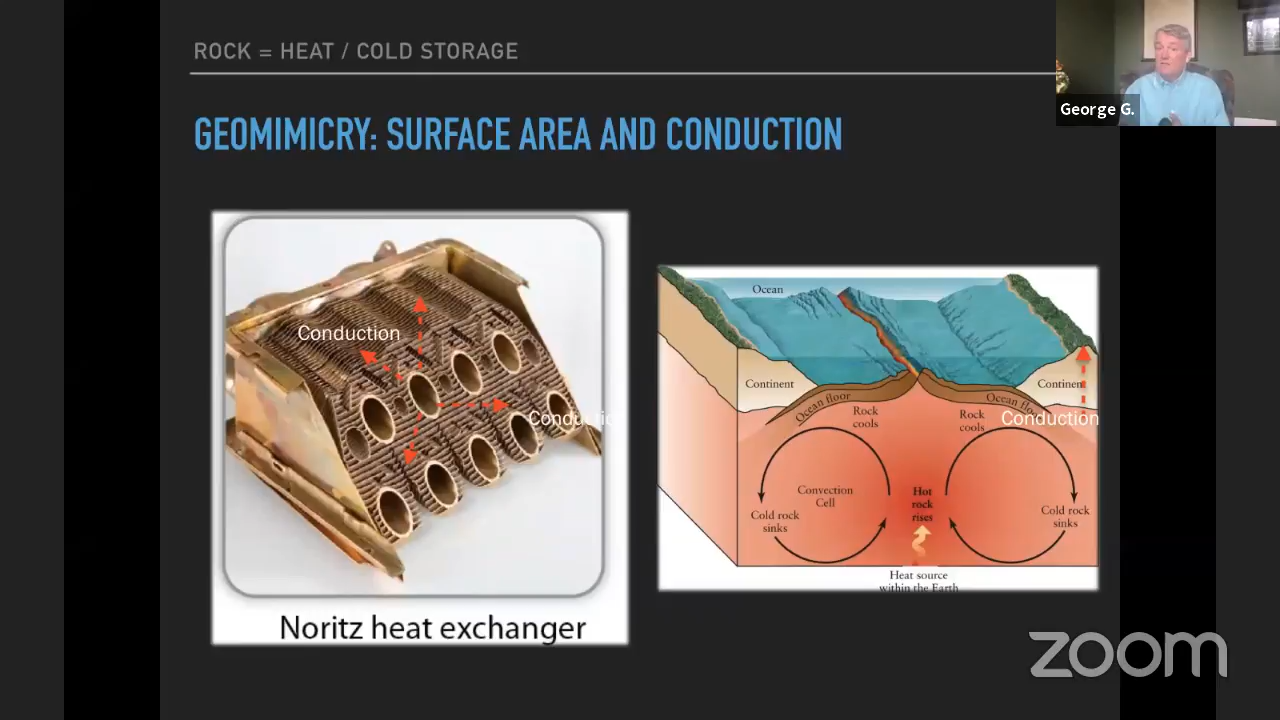 ROCK = HEAT / COLD STORAGE
George G.
GEOMIMICRY: SURFACE AREA AND CONDUCTION
Conduction
Conductio
Noritz heat exchanger
Ocean
Continent
Continent
Ocean floor
Ocean flo
Conduction
Rock
cools
Rock
cools
Convection
Cell
Hot
rock
rises
Cold rock
sinks
Cold rock
sinks
Heat source
within the Earth
zoom